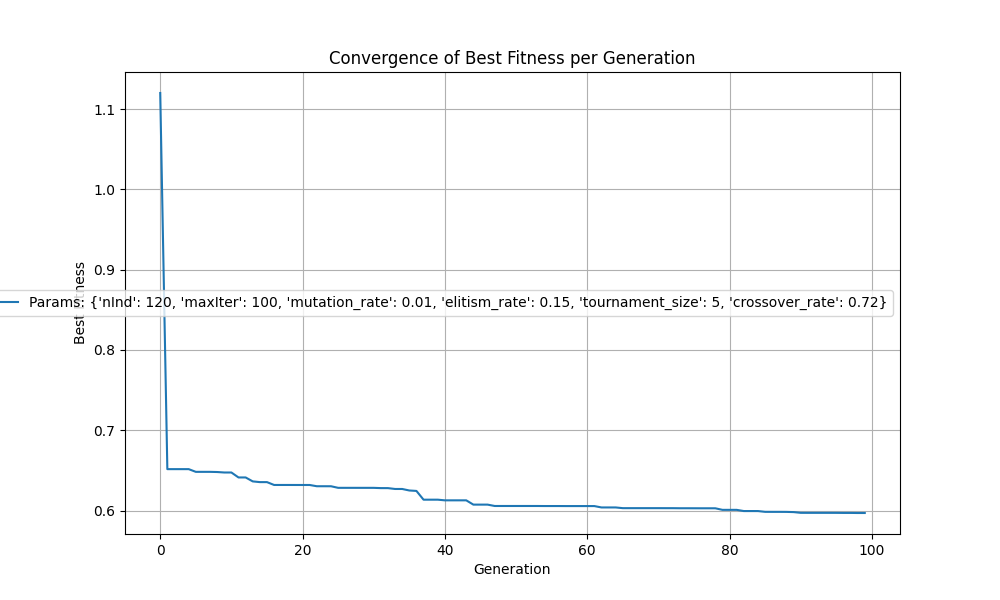 Convergence of Best Fitness per Generation
1.1
1.0
0.9
0.8
0.7
0.6
Best Fitness
Params: {'nInd': 120, 'maxIter': 100, 'mutation_rate': 0.01, 'elitism_rate': 0.15, 'tournament_size': 5, 'crossover_rate': 0.72}
0 20 40 60 80 100
Generation